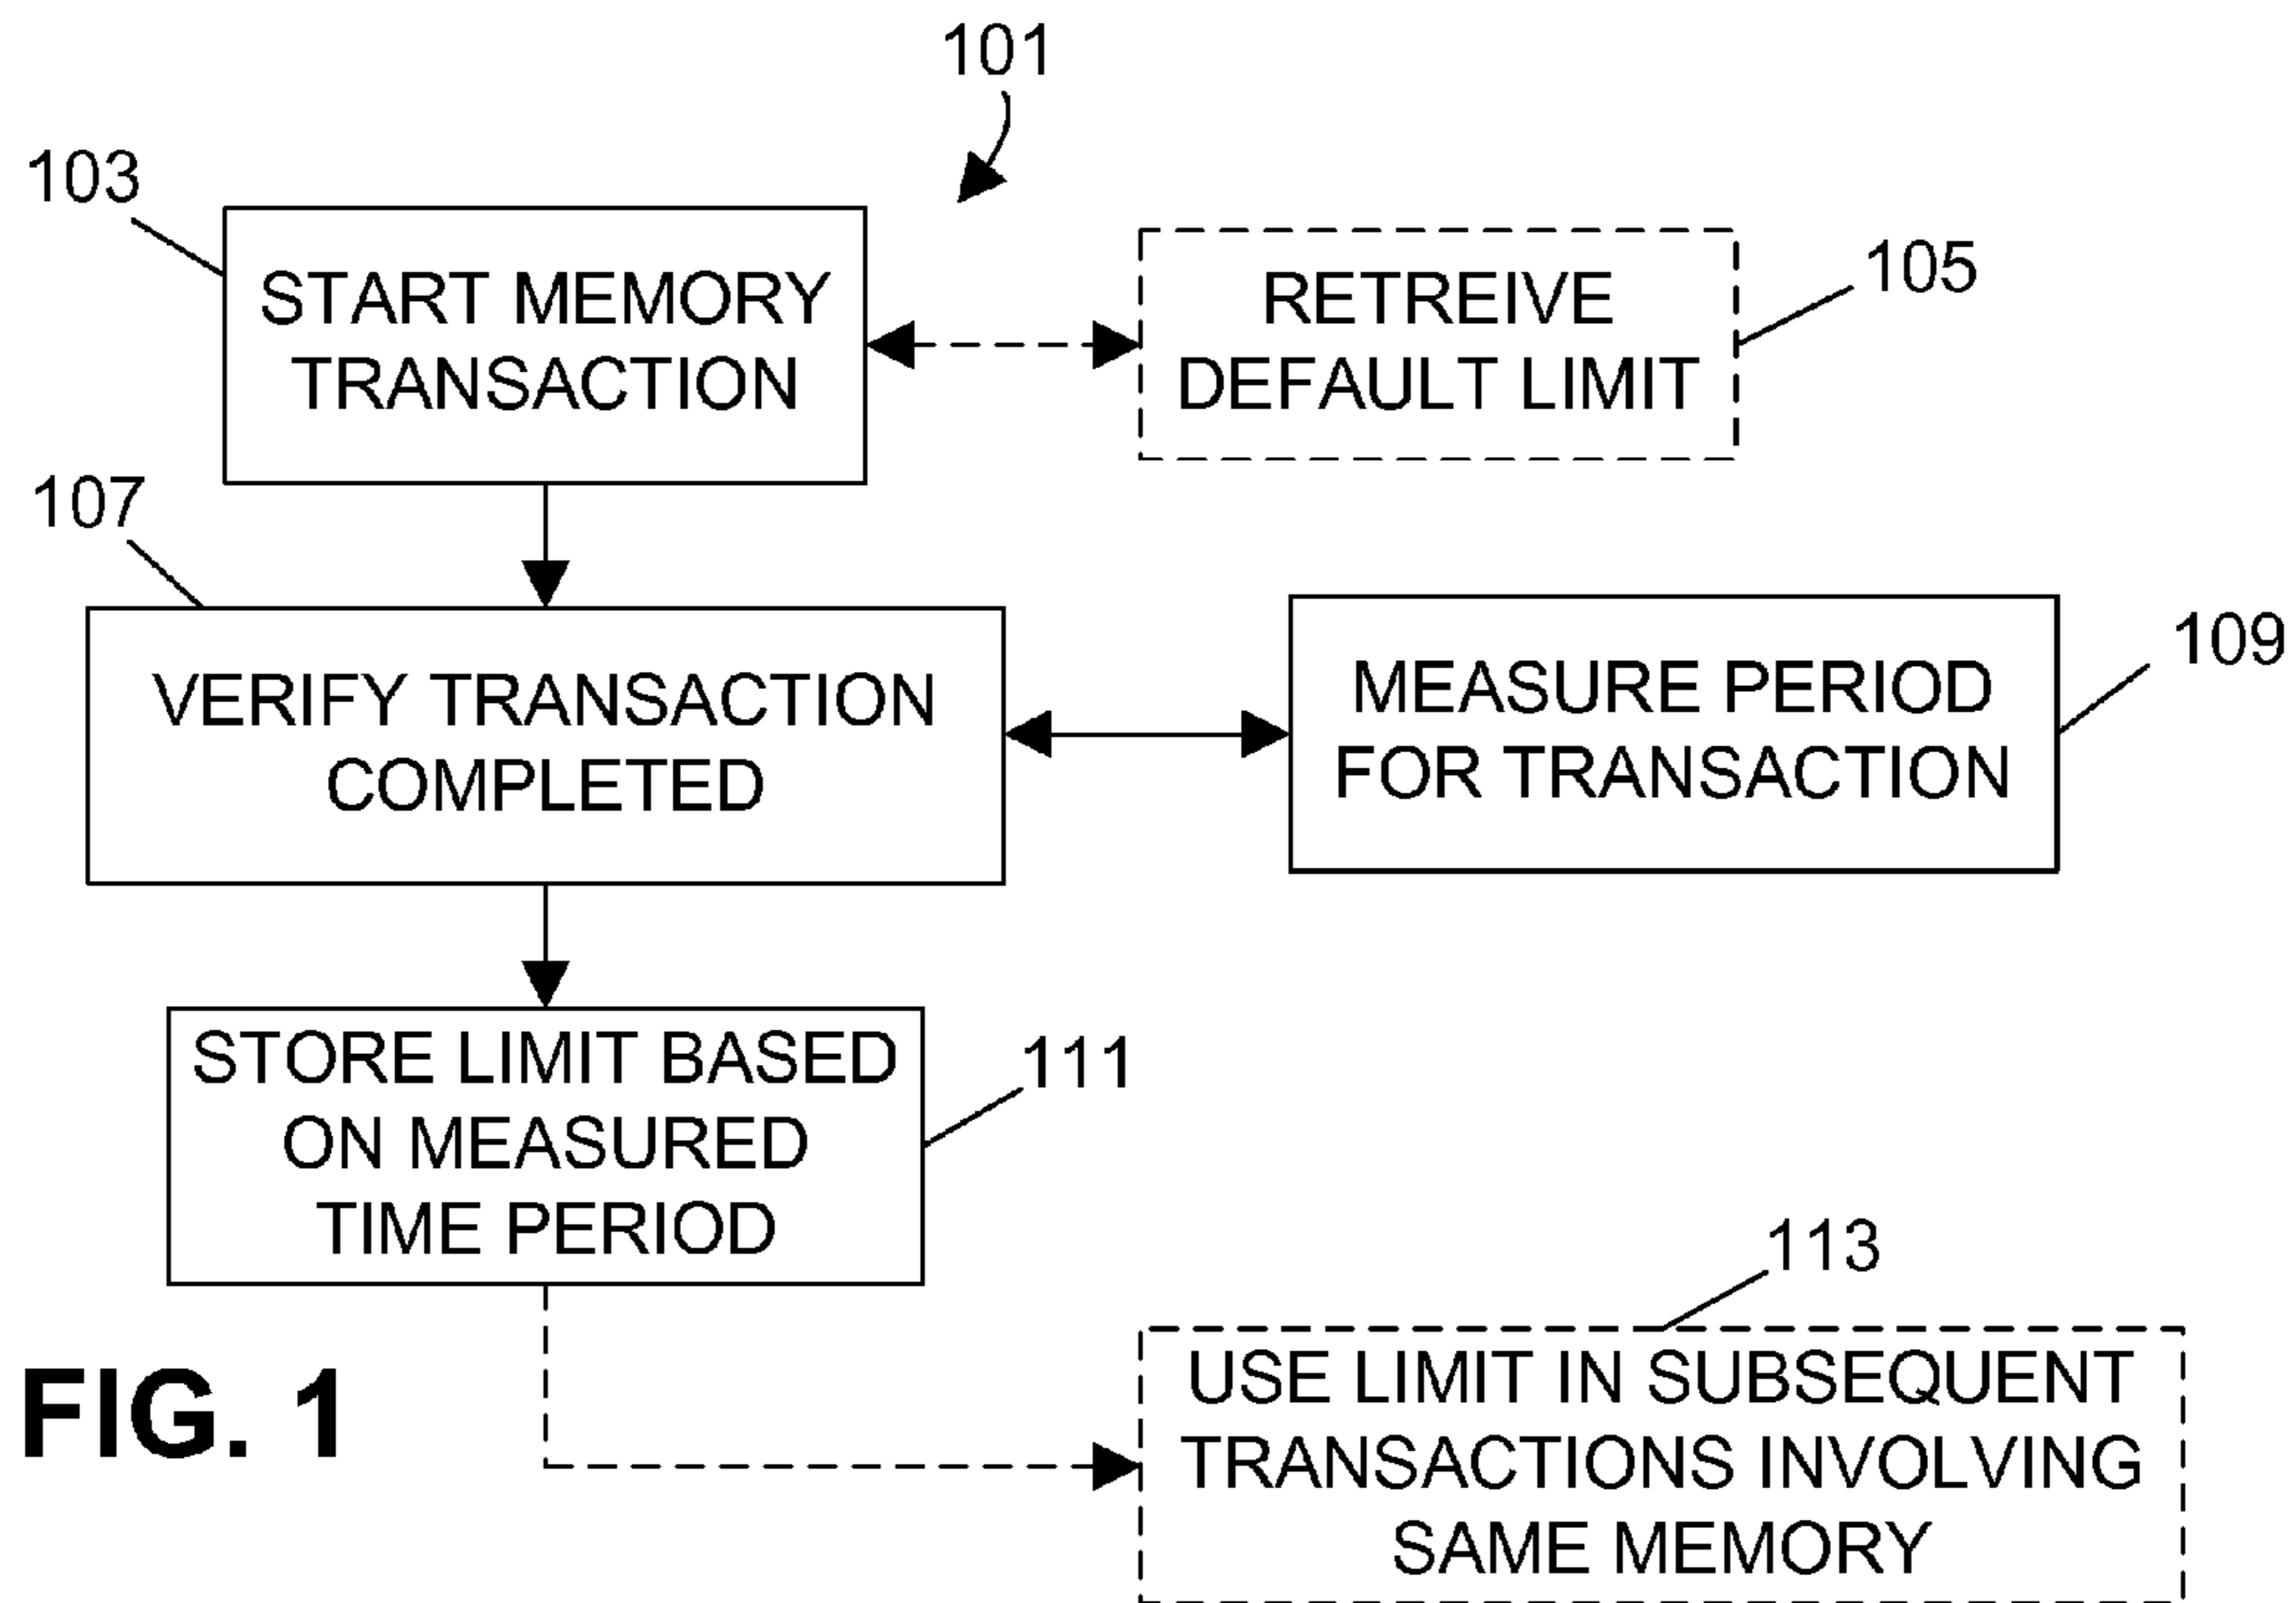 101
103
START MEMORY
TRANSACTION
RETREIVE
DEFAULT LIMIT
105
107
VERIFY TRANSACTION
COMPLETED
MEASURE PERIOD
FOR TRANSACTION
109
STORE LIMIT BASED
ON MEASURED
TIME PERIOD
111
113
USE LIMIT IN SUBSEQUENT
TRANSACTIONS INVOLVING
SAME MEMORY
FIG. 1